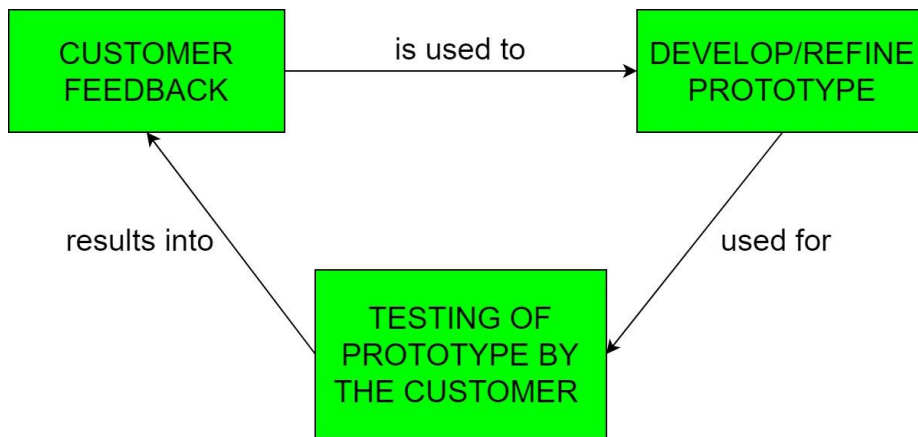 CUSTOMER
FEEDBACK
is used to
DEVELOP/REFINE
PROTOTYPE
results into
used for
TESTING OF
PROTOTYPE BY
THE CUSTOMER